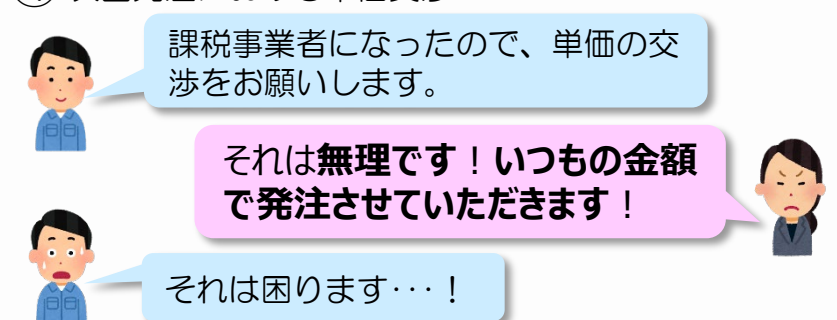 課税事業者になったので、単価の交
渉をお願いします。
それは無理です！いつもの金額
で発注させていただきます！
それは困ります･･･！